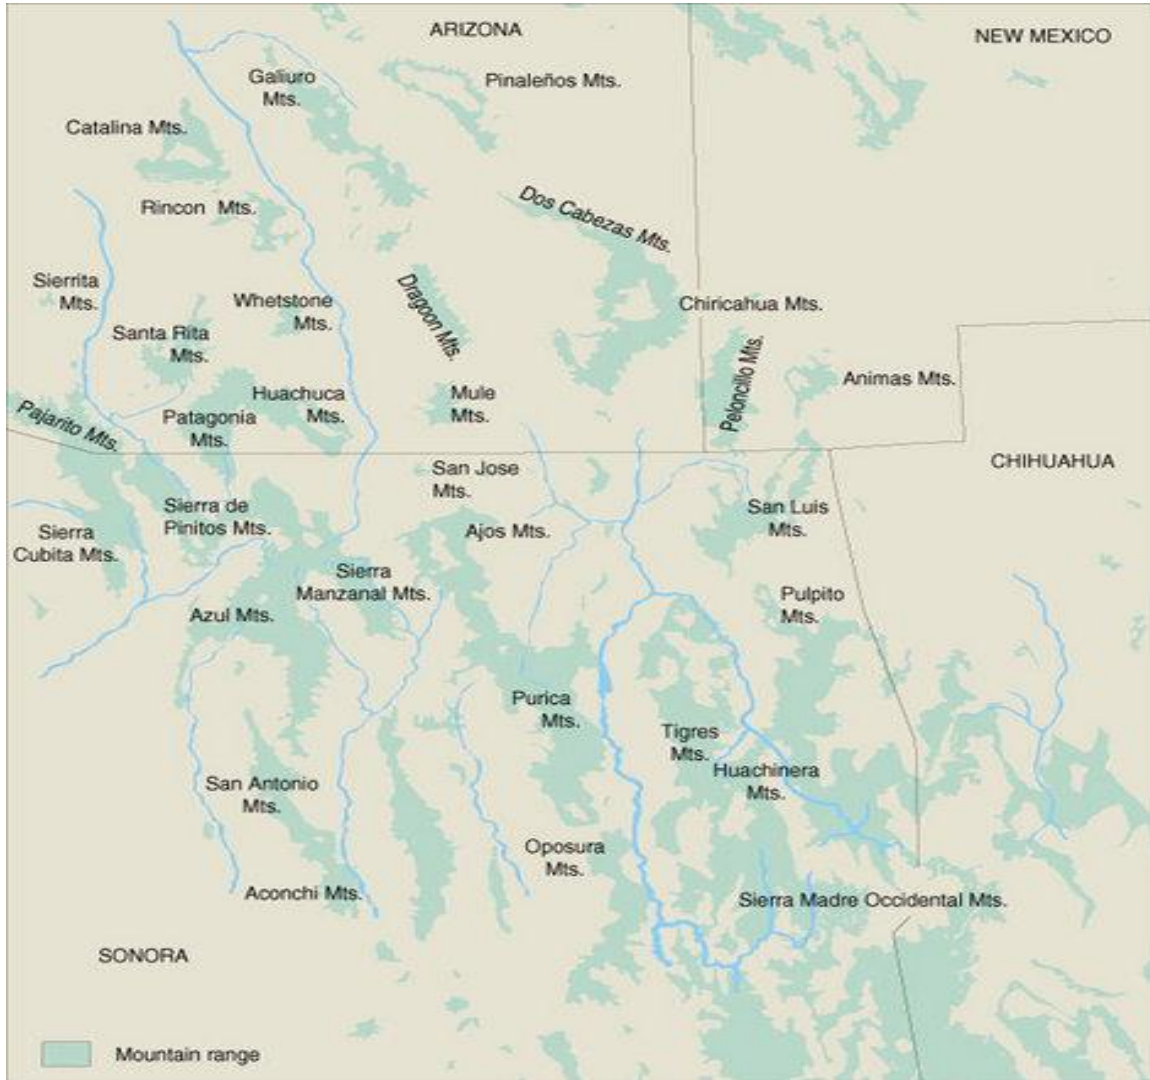 ARIZONA
NEW MEXICO
Galiuro
Mts.
Pinaleños Mts.
Catalina Mts.
Rincon Mts.
Dos Cabezas Mts.
Sierrita
Mts.
Whetstone
Mts.
Dragoon Mts.
Chiricahua Mts.
Santa Rita
Mts.
Peloncillo Mts.
Animas Mts.
Huachuca
Mts.
Mule
Mts.
Pajarito Mts.
Patagonia
Mts.
CHIHUAHUA
San Jose
Mts.
Sierra de
Pinitos Mts.
San Luis
Mts.
Sierra
Cubita Mts.
Ajos Mts.
Sierra
Manzanal Mts.
Pulpito
Mts.
Azul Mts.
Purica
Mts.
Tigres
Mts.
Huachinera
Mts.
San Antonio
Mts.
Oposura
Mts.
Aconchi Mts.
Sierra Madre Occidental Mts.
SONORA
Mountain range